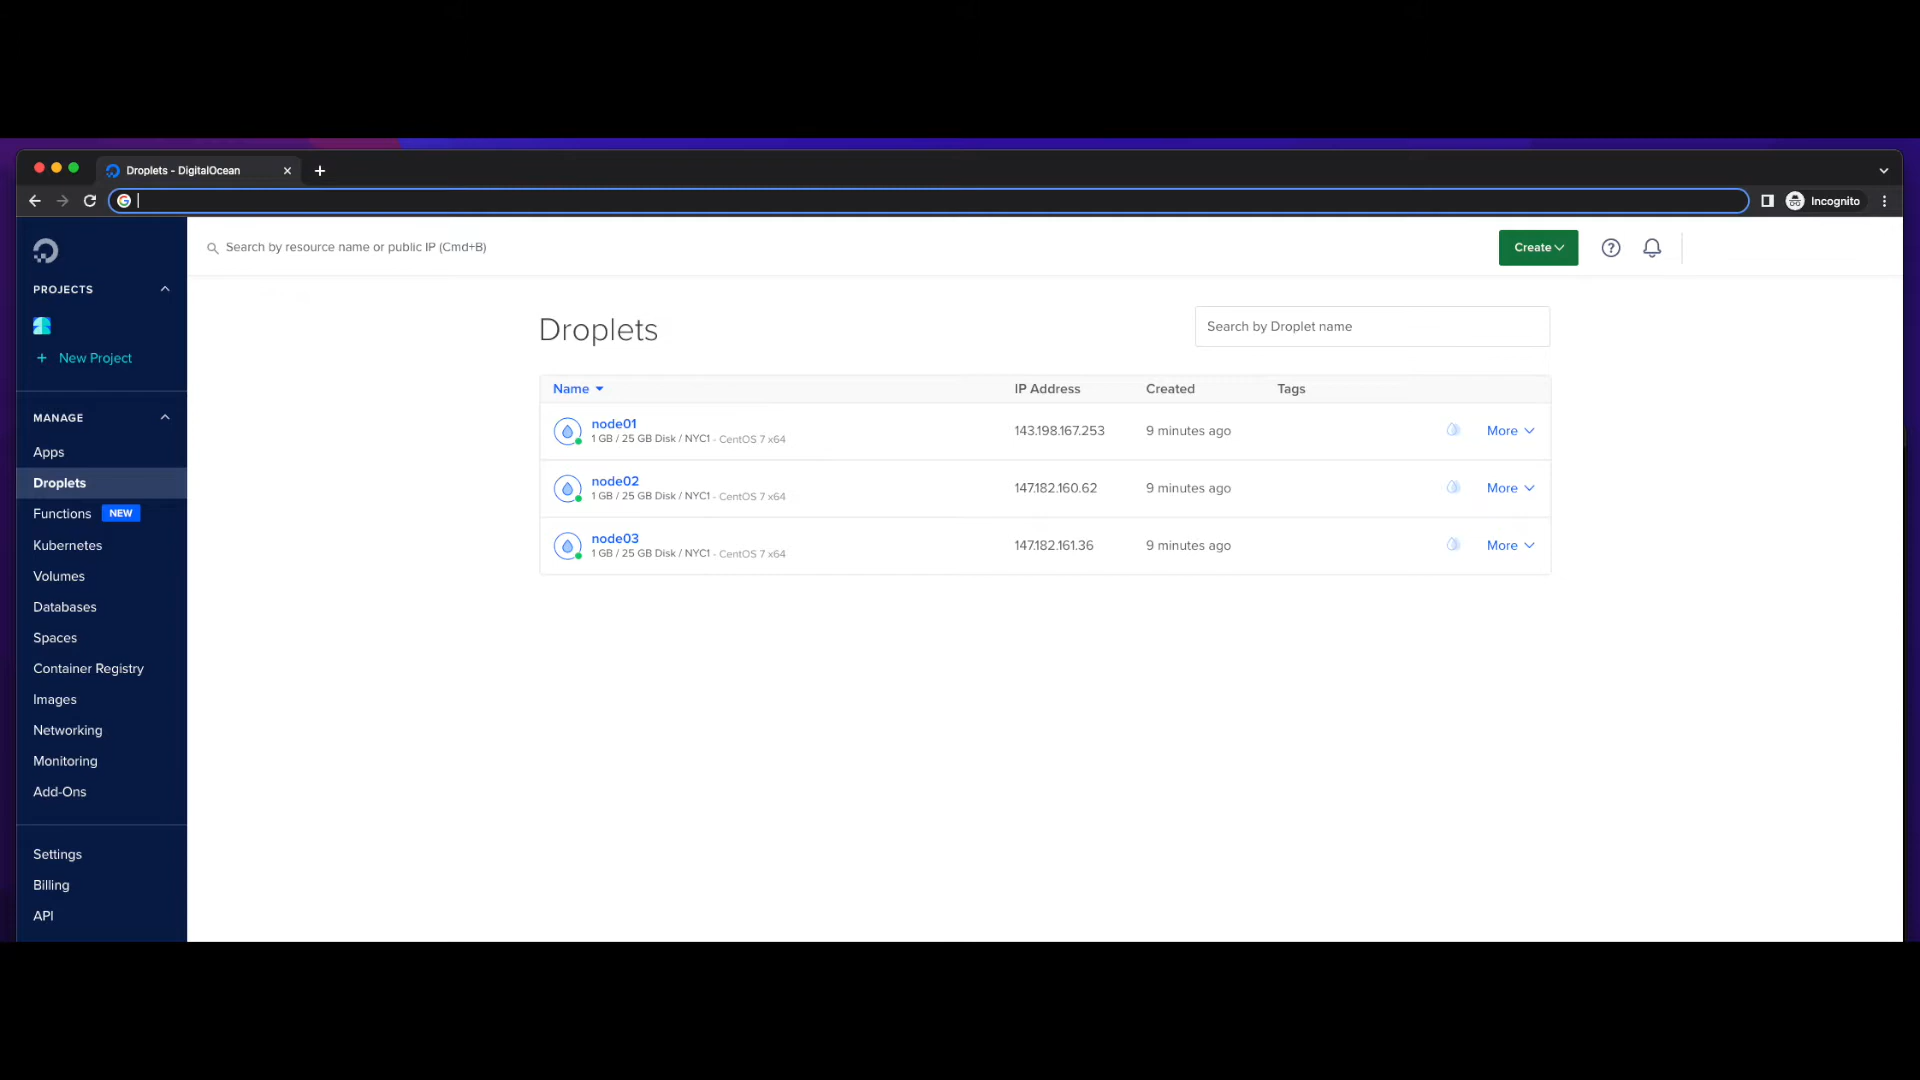 Droplets - DigitalOcean
Incognito
Search by resource name or public IP (Cmd+B)
Create
PROJECTS
+ New Project
MANAGE
Apps
Droplets
Functions NEW
Kubernetes
Volumes
Databases
Spaces
Container Registry
Images
Networking
Monitoring
Add-Ons
Settings
Billing
API
Droplets
Search by Droplet name
Name IP Address Created Tags
node01
1 GB / 25 GB Disk / NYC1 - CentOS 7 x64
143.198.167.253 9 minutes ago More
node02
1 GB / 25 GB Disk / NYC1 - CentOS 7 x64
147.182.160.62 9 minutes ago More
node03
1 GB / 25 GB Disk / NYC1 - CentOS 7 x64
147.182.161.36 9 minutes ago More